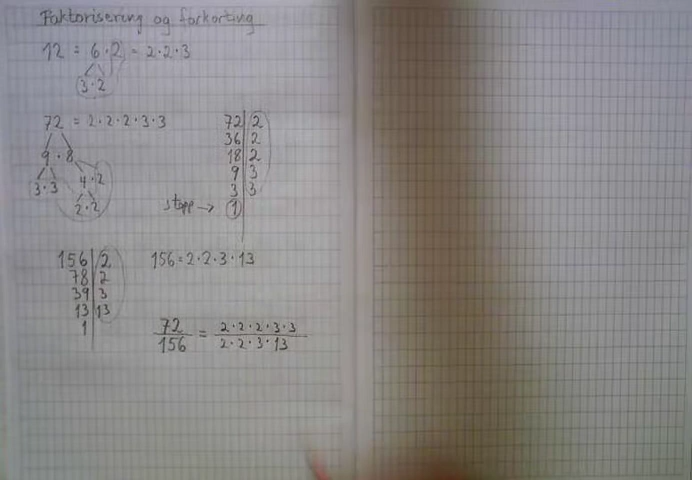 Faktorisering og forkorting
12 = 6 · 2 = 2 · 2 · 3
3 · 2
72 = 2 · 2 · 2 · 3 · 3
9 · 8
3 · 3 4 · 2
2 · 2
72 | 2
36 | 2
18 | 2
9 | 3
3 | 3
stopp → 1
156 | 2
78 | 2
39 | 3
13 | 13
1
156 = 2 · 2 · 3 · 13
72 = 2 · 2 · 2 · 3 · 3
156 2 · 2 · 3 · 13